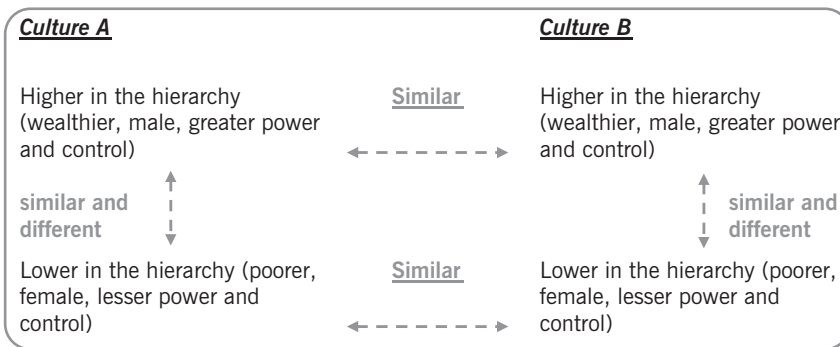 Culture A
Culture B
Higher in the hierarchy
(wealthier, male, greater power
and control)
Similar
Higher in the hierarchy
(wealthier, male, greater power
and control)
similar and
different
similar and
different
Lower in the hierarchy (poorer,
female, lesser power and
control)
Similar
Lower in the hierarchy (poorer,
female, lesser power and
control)